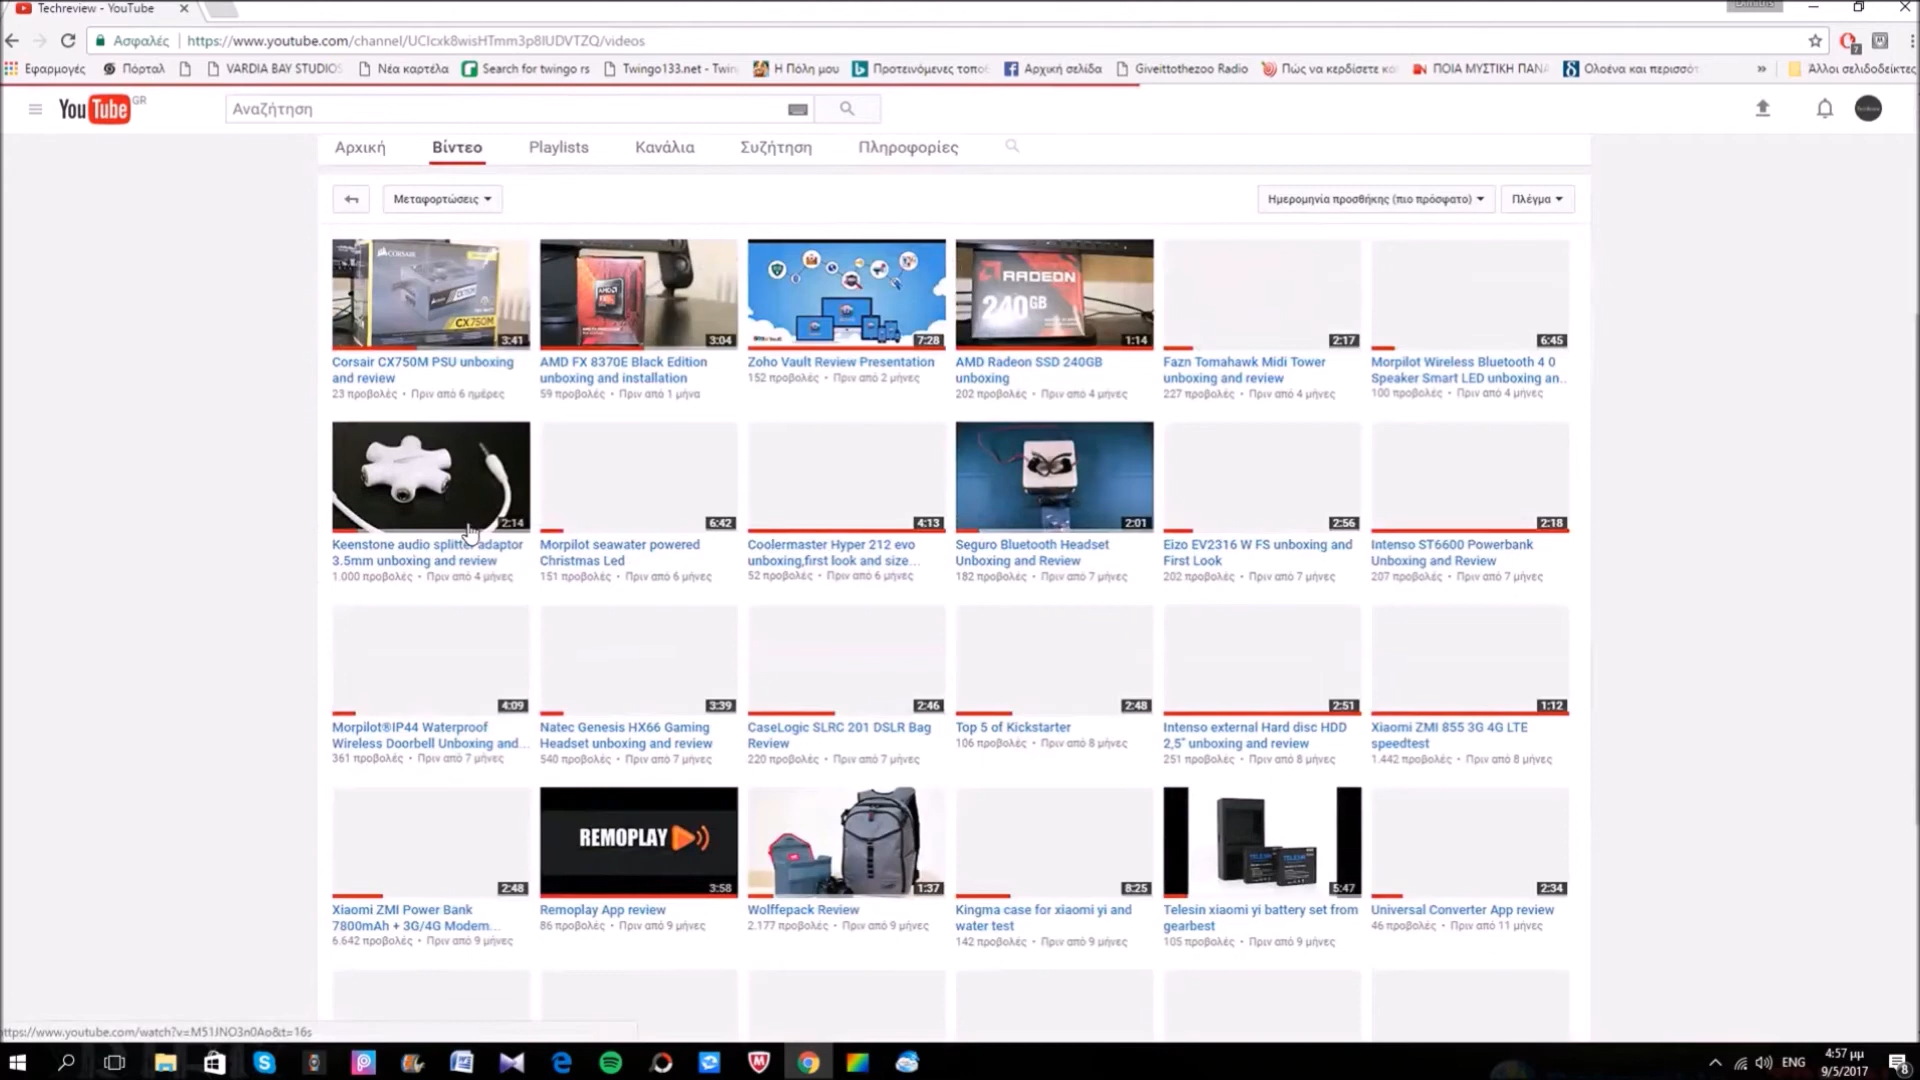 Techreview - YouTube
Ασφαλές | https://www.youtube.com/channel/UCIcxk8wisHTmm3p8IUDVTZQ/videos
Εφαρμογές Πόρταλ VARDIA BAY STUDIOS Νέα καρτέλα Search for twingo rs Twingo133.net - Twin Η Πόλη μου Προτεινόμενες τοπο Αρχική σελίδα Giveittothezoo Radio Πώς να κερδίσετε κα ΠΟΙΑ ΜΥΣΤΙΚΗ ΠΑΝΑ Ολοένα και περισσότ » Άλλοι σελιδοδείκτες
YouTube GR Αναζήτηση
Αρχική Βίντεο Playlists Κανάλια Συζήτηση Πληροφορίες
Μεταφορτώσεις Ημερομηνία προσθήκης (πιο πρόσφατο) Πλέγμα
CORSAIR CX750M AMD RADEON 240GB
3:41 3:04 7:28 1:14 2:17 6:45
Corsair CX750M PSU unboxing and review
23 προβολές • Πριν από 6 ημέρες
AMD FX 8370E Black Edition unboxing and installation
59 προβολές • Πριν από 1 μήνα
Zoho Vault Review Presentation
152 προβολές • Πριν από 2 μήνες
AMD Radeon SSD 240GB unboxing
202 προβολές • Πριν από 4 μήνες
Fazn Tomahawk Midi Tower unboxing and review
227 προβολές • Πριν από 4 μήνες
Morpilot Wireless Bluetooth 4 0 Speaker Smart LED unboxing an...
100 προβολές • Πριν από 4 μήνες
2:14 6:42 4:13 2:01 2:56 2:18
Keenstone audio splitter adaptor 3.5mm unboxing and review
1.000 προβολές • Πριν από 4 μήνες
Morpilot seawater powered Christmas Led
151 προβολές • Πριν από 6 μήνες
Coolermaster Hyper 212 evo unboxing,first look and size...
52 προβολές • Πριν από 6 μήνες
Seguro Bluetooth Headset Unboxing and Review
182 προβολές • Πριν από 7 μήνες
Eizo EV2316 W FS unboxing and First Look
202 προβολές • Πριν από 7 μήνες
Intenso ST6600 Powerbank Unboxing and Review
207 προβολές • Πριν από 7 μήνες
4:09 3:39 2:46 2:48 2:51 1:12
Morpilot®IP44 Waterproof Wireless Doorbell Unboxing and...
361 προβολές • Πριν από 7 μήνες
Natec Genesis HX66 Gaming Headset unboxing and review
540 προβολές • Πριν από 7 μήνες
CaseLogic SLRC 201 DSLR Bag Review
220 προβολές • Πριν από 7 μήνες
Top 5 of Kickstarter
106 προβολές • Πριν από 8 μήνες
Intenso external Hard disc HDD 2,5" unboxing and review
251 προβολές • Πριν από 8 μήνες
Xiaomi ZMI 855 3G 4G LTE speedtest
1.442 προβολές • Πριν από 8 μήνες
REMOPLAY TELESIN
2:48 3:58 1:37 8:25 5:47 2:34
Xiaomi ZMI Power Bank 7800mAh + 3G/4G Modem...
6.642 προβολές • Πριν από 9 μήνες
Remoplay App review
86 προβολές • Πριν από 9 μήνες
Wolffepack Review
2.177 προβολές • Πριν από 9 μήνες
Kingma case for xiaomi yi and water test
142 προβολές • Πριν από 9 μήνες
Telesin xiaomi yi battery set from gearbest
105 προβολές • Πριν από 9 μήνες
Universal Converter App review
46 προβολές • Πριν από 11 μήνες
https://www.youtube.com/watch?v=M51JNO3n0Ao&t=16s
ENG 4:57 μμ
9/5/2017
8